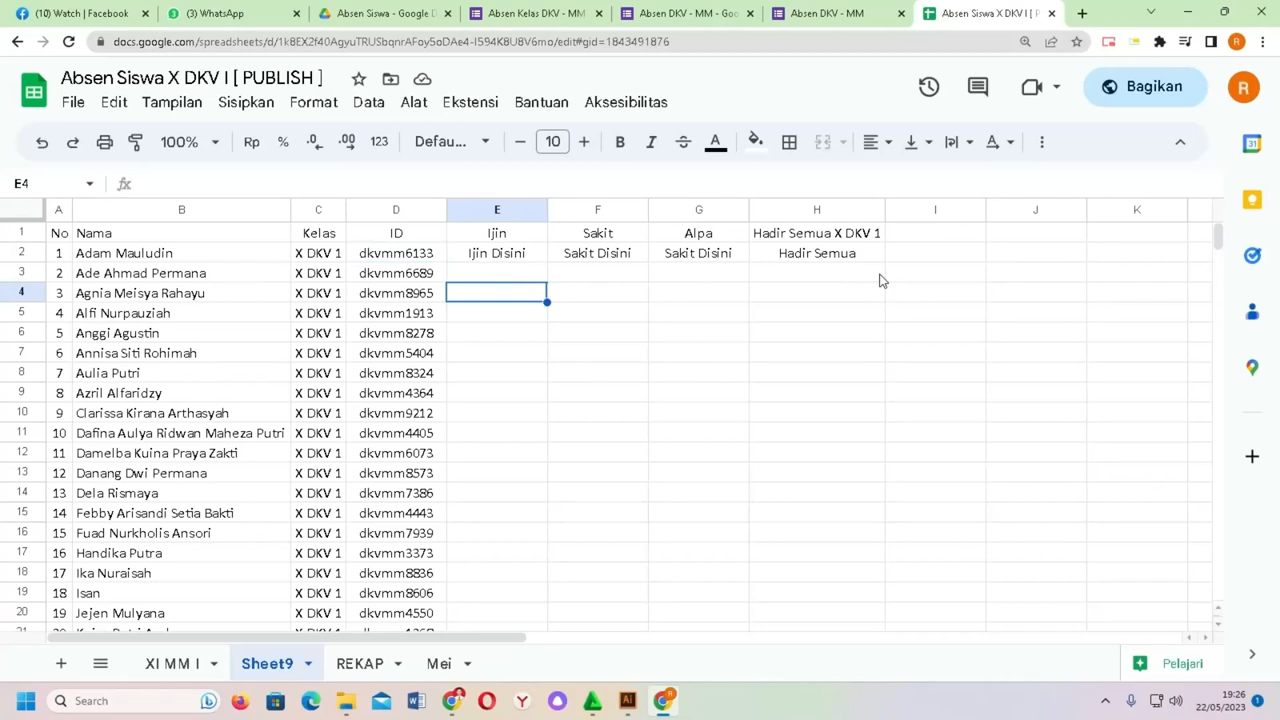 Login | Facebook
(3) WhatsApp
Absen Siswa - Google D
Absen Kelas DKV - MM
Absen DKV - MM - Goo
Absen DKV - MM
Absen Siswa X DKV I [ P
docs.google.com/spreadsheets/d/1k8EX2f40AgyuTRUSbqnrAFoy5oDAe4-I594K8U8V6mo/edit#gid=1843491876
Absen Siswa X DKV I [ PUBLISH ]
File Edit Tampilan Sisipkan Format Data Alat Ekstensi Bantuan Aksesibilitas
Bagikan
R
100% Rp % .0 .00 123 Defau... 10 B I A
E4
A B C D E F G H I J K
1 No Nama Kelas ID Ijin Sakit Alpa Hadir Semua X DKV 1
2 1 Adam Mauludin X DKV 1 dkvmm6133 Ijin Disini Sakit Disini Sakit Disini Hadir Semua
3 2 Ade Ahmad Permana X DKV 1 dkvmm6689
4 3 Agnia Meisya Rahayu X DKV 1 dkvmm8965
5 4 Alfi Nurpauziah X DKV 1 dkvmm1913
6 5 Anggi Agustin X DKV 1 dkvmm8278
7 6 Annisa Siti Rohimah X DKV 1 dkvmm5404
8 7 Aulia Putri X DKV 1 dkvmm8324
9 8 Azril Alfaridzy X DKV 1 dkvmm4364
10 9 Clarissa Kirana Arthasyah X DKV 1 dkvmm9212
11 10 Dafina Aulya Ridwan Maheza Putri X DKV 1 dkvmm4405
12 11 Damelba Kuina Praya Zakti X DKV 1 dkvmm6073
13 12 Danang Dwi Permana X DKV 1 dkvmm8573
14 13 Dela Rismaya X DKV 1 dkvmm7386
15 14 Febby Arisandi Setia Bakti X DKV 1 dkvmm4443
16 15 Fuad Nurkholis Ansori X DKV 1 dkvmm7939
17 16 Handika Putra X DKV 1 dkvmm3373
18 17 Ika Nuraisah X DKV 1 dkvmm8836
19 18 Isan X DKV 1 dkvmm8606
20 19 Jejen Mulyana X DKV 1 dkvmm4550
XI MM I Sheet9 REKAP Mei Pelajari
Search
19:26
22/05/2023